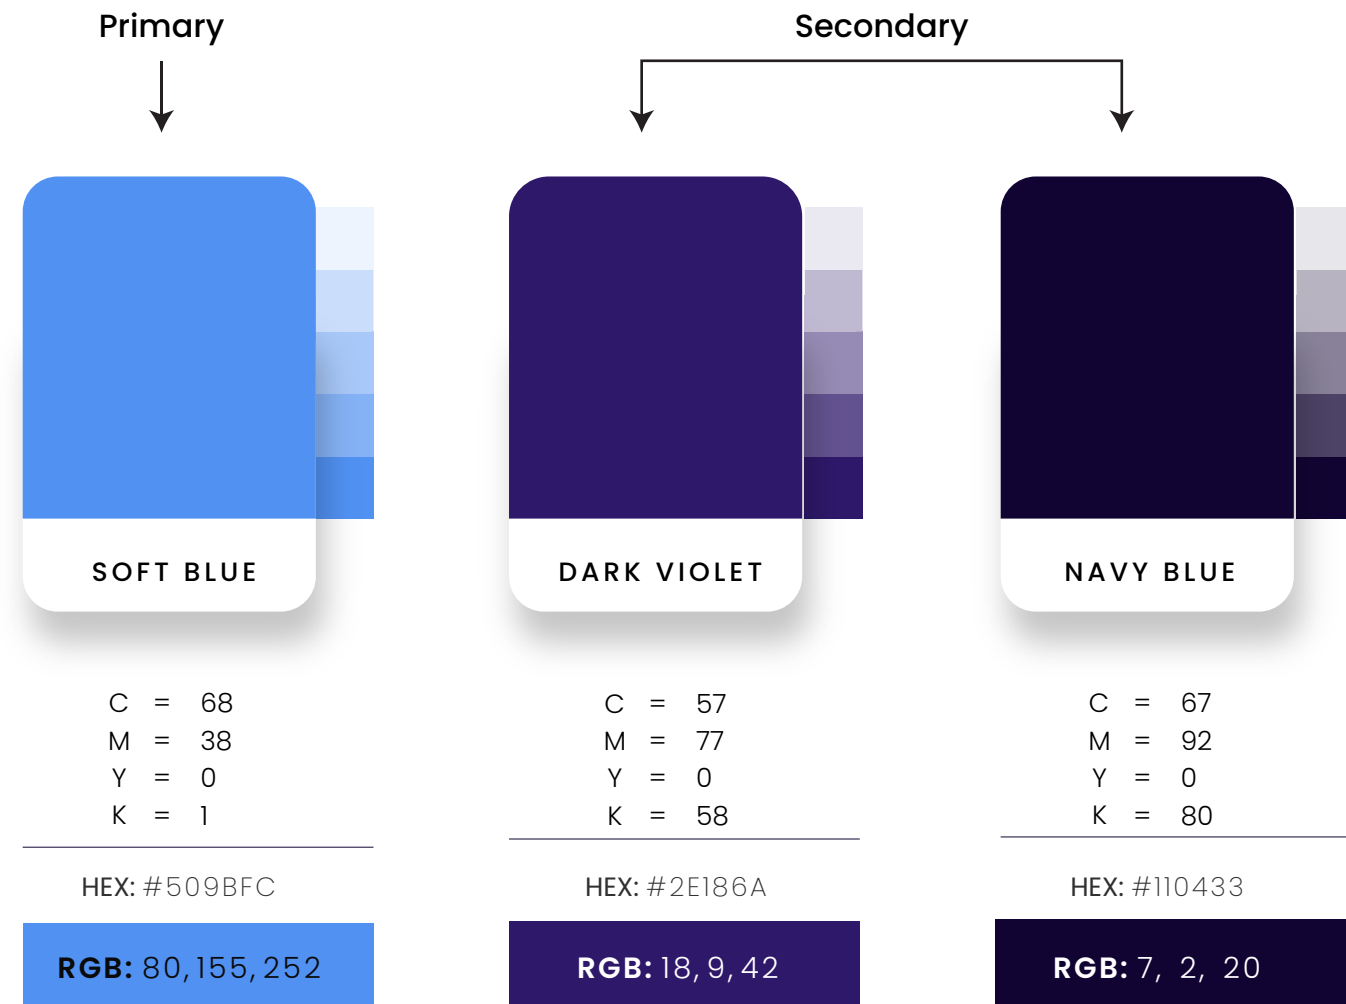 Primary
Secondary
SOFT BLUE
DARK VIOLET
NAVY BLUE
C = 68
M = 38
Y = 0
K = 1
C = 57
M = 77
Y = 0
K = 58
C = 67
M = 92
Y = 0
K = 80
HEX: #509BFC
HEX: #2E186A
HEX: #110433
RGB: 80,155,252
RGB: 18,9,42
RGB: 7, 2, 20